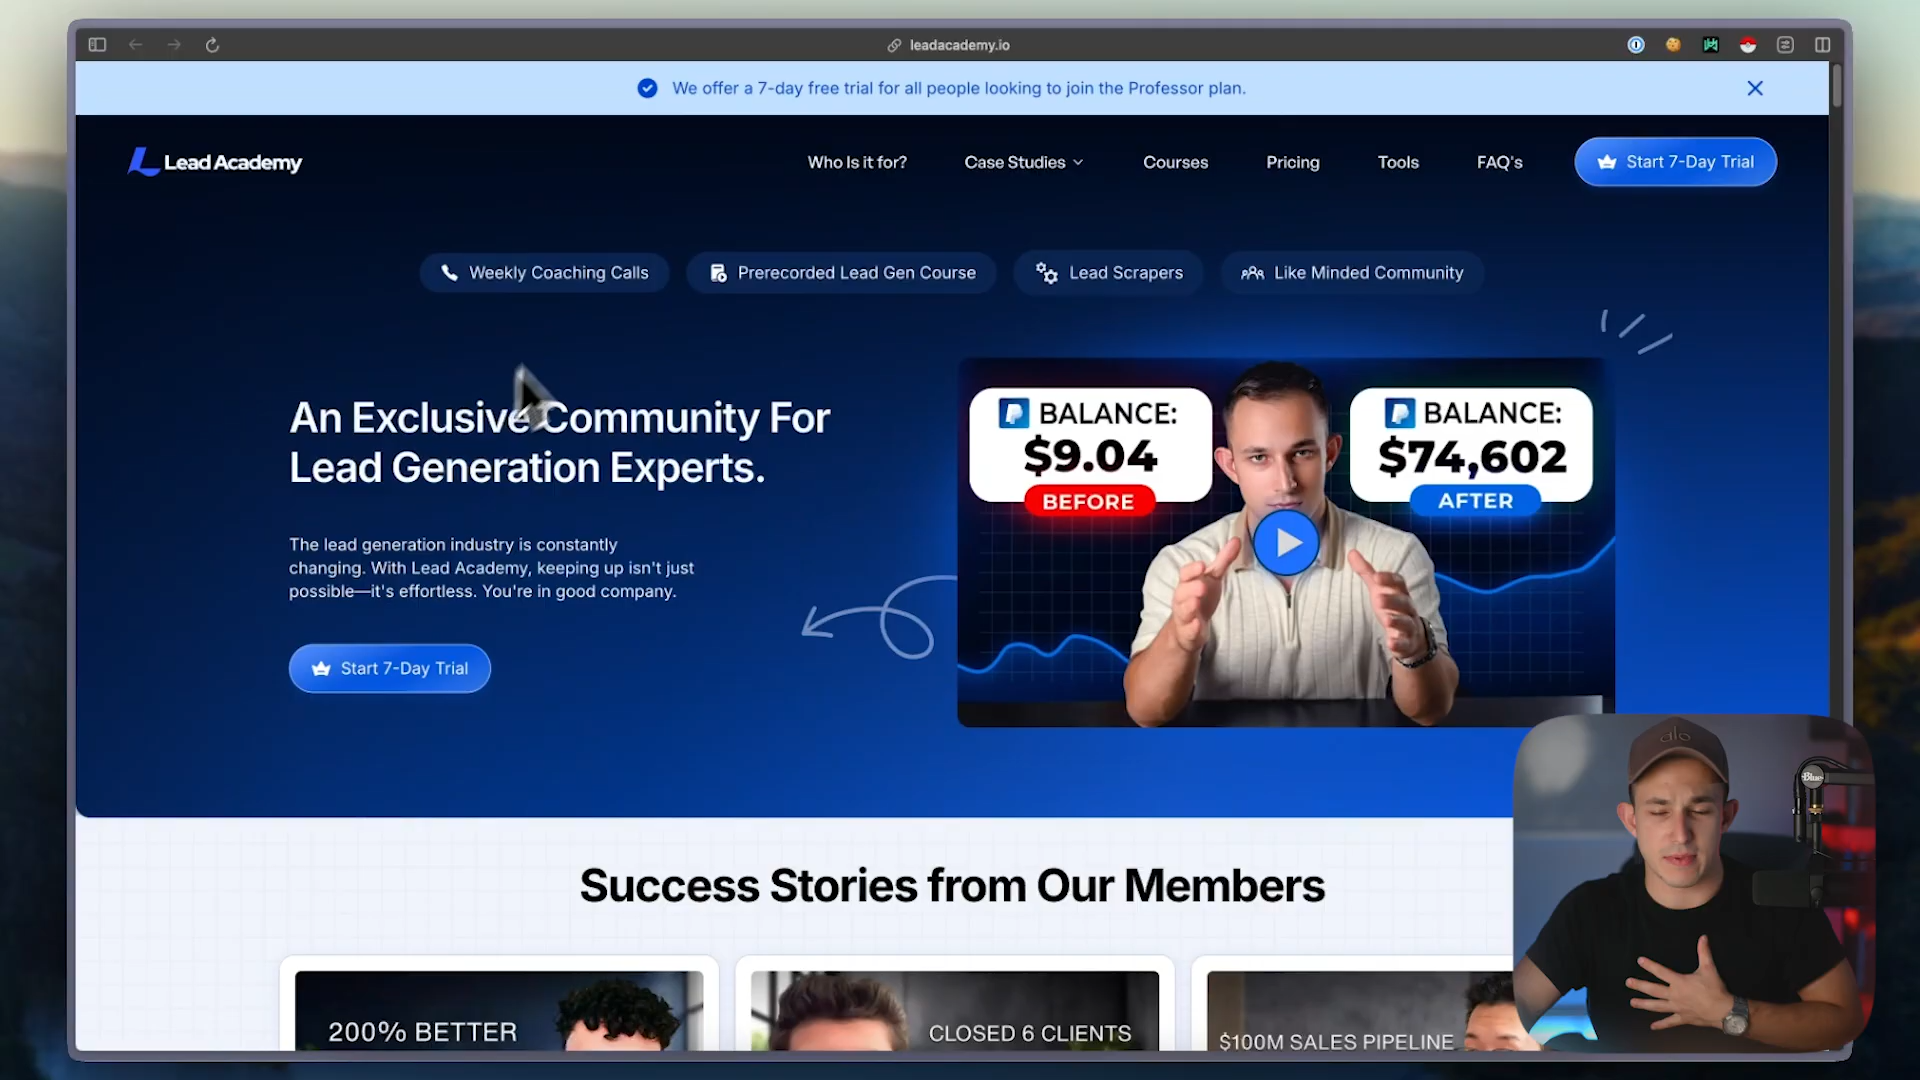 leadacademy.io
We offer a 7-day free trial for all people looking to join the Professor plan.
Lead Academy
Who Is it for?
Case Studies
Courses
Pricing
Tools
FAQ's
Start 7-Day Trial
Weekly Coaching Calls
Prerecorded Lead Gen Course
Lead Scrapers
Like Minded Community
An Exclusive Community For
Lead Generation Experts.
The lead generation industry is constantly
changing. With Lead Academy, keeping up isn't just
possible—it's effortless. You're in good company.
Start 7-Day Trial
BALANCE:
$9.04
BEFORE
BALANCE:
$74,602
AFTER
Success Stories from Our Members
200% BETTER
CLOSED 6 CLIENTS
$100M SALES PIPELINE
alo
Blue